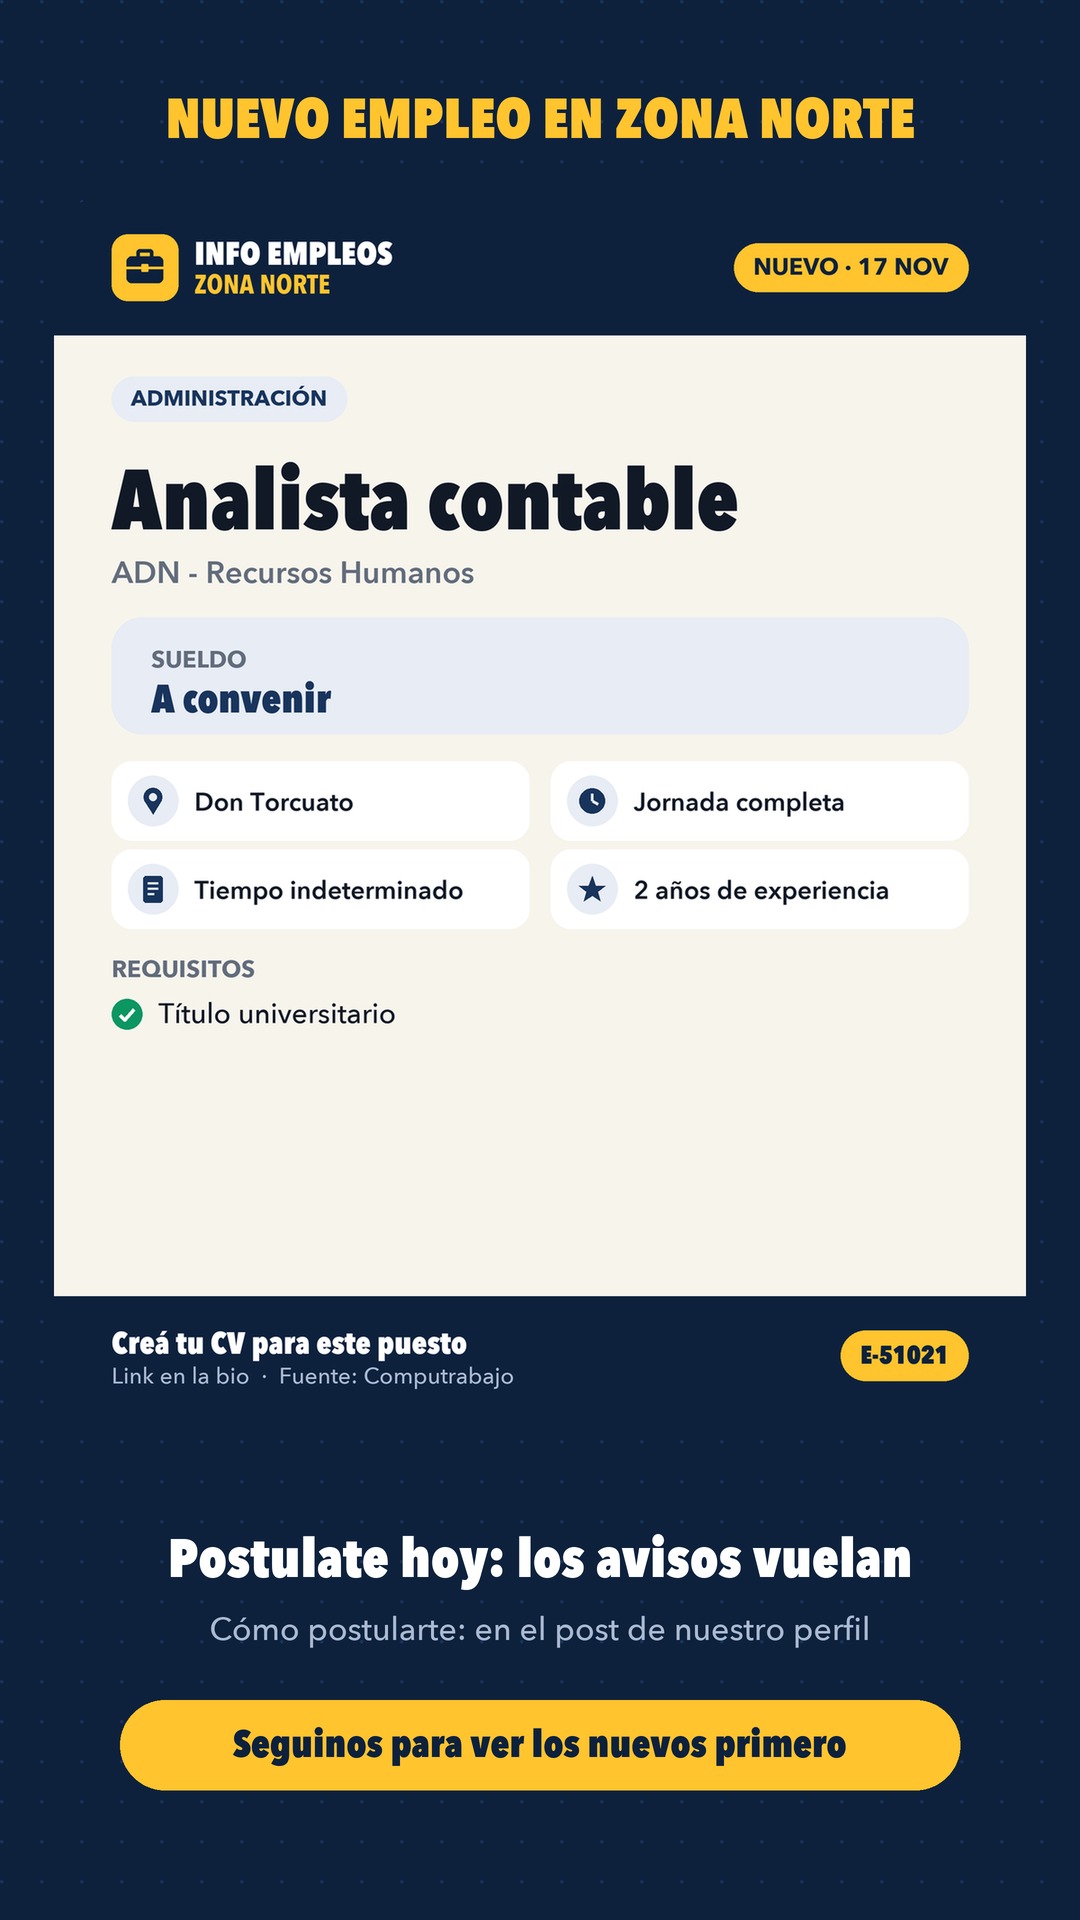 NUEVO EMPLEO EN ZONA NORTE
INFO EMPLEOS
ZONA NORTE
NUEVO · 17 NOV
ADMINISTRACIÓN
Analista contable
ADN - Recursos Humanos
SUELDO
A convenir
Don Torcuato
Jornada completa
Tiempo indeterminado
2 años de experiencia
REQUISITOS
Título universitario
Creá tu CV para este puesto
Link en la bio · Fuente: Computrabajo
E-51021
Postulate hoy: los avisos vuelan
Cómo postularte: en el post de nuestro perfil
Seguinos para ver los nuevos primero